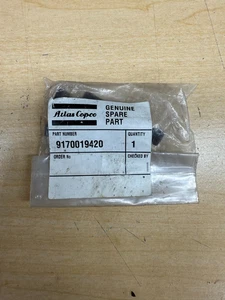 Atlas Copco
GENUINE
SPARE
PART
PART NUMBER
QUANTITY
9170019420
1
ORDER No
CHECKED BY